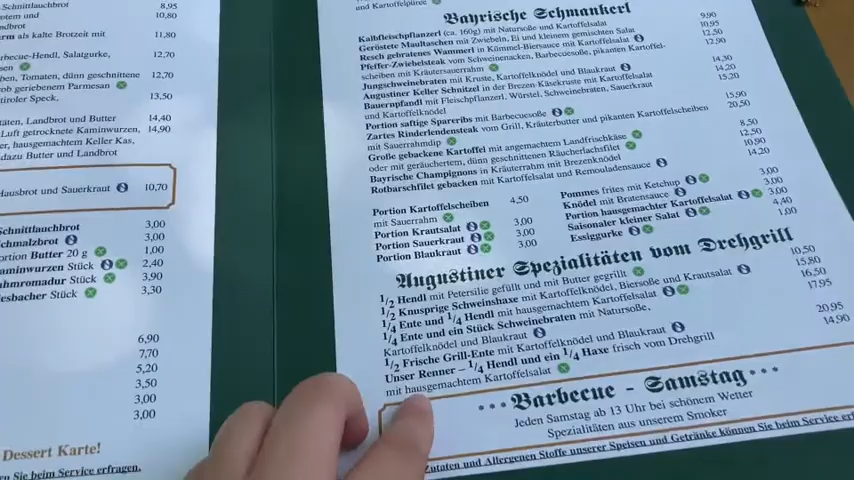 Schnittlauchbrot 8,95
otem und 10,80
ndbrot
rm als kalte Brotzeit mit 11,80
rbecue-Hendl, Salatgurke, 12,70
sen
ben, Tomaten, dünn geschnittene 12,70
ob geriebenem Parmesan
tiroler Speck, 13,50
täten, Landbrot und Butter 14,40
Luft getrocknete Kaminwurzen, 14,90
er, hausgemachtem Keller Kas,
dazu Butter und Landbrot
Hausbrot und Sauerkraut 10,70
Schnittlauchbrot 3,00
chmalzbrot 3,00
ortion Butter 20 g 1,00
aminwurzen Stück 2,40
ahmromadur Stück 3,90
iesbacher Stück 3,30
6,90
7,70
5,20
3,50
3,00
3,00
Dessert Karte!
n Sie beim Service erfragen.
und Kartoffelpüree
Bayrische Schmankerl
Kalbfleischpflanzerl (ca. 160g) mit Natursoße und Kartoffelsalat 9,90
Geröstete Maultaschen mit Zwiebeln, Ei und kleinem gemischten Salat 10,95
Resch gebratenes Wammerl in Kümmel-Biersauce mit Kartoffelsalat 12,50
Pfeffer-Zwiebelsteak vom Schweinenacken, Barbecuesoße, pikanten Kartoffel- 12,90
scheiben mit Kräutersauerrahm
Jungschweinebraten mit Kruste, Kartoffelknödel und Blaukraut 14,30
Augustiner Keller Schnitzel in der Brezen-Käsekruste mit Kartoffelsalat 14,20
Bauernpfandl mit Fleischpflanzerl, Würstel, Schweinebraten, Sauerkraut 15,20
und Kartoffelknödel
Portion saftige Spareribs mit Barbecuesoße 15,90
Zartes Rinderlendensteak vom Grill, Kräuterbutter und pikanten Kartoffelscheiben 20,50
mit Sauerrahmdip
Große gebackene Kartoffel mit angemachtem Landfrischkäse 8,50
oder mit geräuchertem, dünn geschnittenen Räucherlachsfilet 12,50
Bayrische Champignons in Kräuterrahm mit Brezenknödel 10,90
Rotbarschfilet gebacken mit Kartoffelsalat und Remouladensauce 14,20
Portion Kartoffelscheiben 4,50
mit Sauerrahm
Portion Krautsalat 3,00
Portion Sauerkraut 3,00
Portion Blaukraut 3,00
Pommes frites mit Ketchup 3,00
Knödel mit Bratensauce 3,00
Portion hausgemachter Kartoffelsalat 3,00
Saisonaler kleiner Salat 4,40
Essiggurke 1,00
Augustiner Spezialitäten vom Drehgrill
1/2 Hendl mit Petersilie gefüllt und mit Butter gegrillt 10,50
1/2 Knusprige Schweinshaxe mit Kartoffelknödel, Biersoße und Krautsalat 15,80
1/4 Ente und 1/4 Hendl mit hausgemachtem Kartoffelsalat 16,50
1/4 Ente und ein Stück Schweinebraten mit Natursoße, 17,95
Kartoffelknödel und Blaukraut
1/2 Frische Grill-Ente mit Kartoffelknödel und Blaukraut 20,95
Unser Renner – 1/4 Hendl und ein 1/4 Haxe frisch vom Drehgrill 14,90
mit hausgemachtem Kartoffelsalat
••• Barbecue - Samstag •••
Jeden Samstag ab 13 Uhr bei schönem Wetter
Spezialitäten aus unserem Smoker
Zutaten und Allergenen Stoffe unserer Speisen und Getränke können Sie beim Service erf